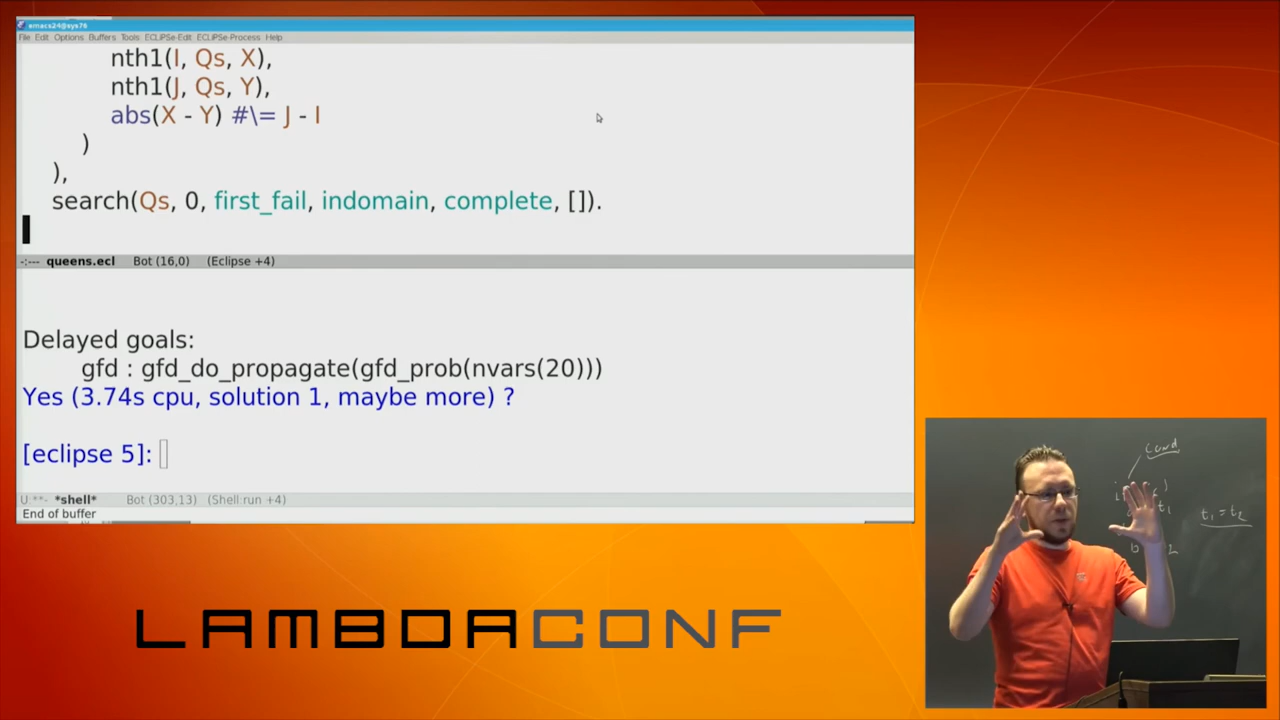 emacs24@sys76
File Edit Options Buffers Tools ECLiPSe-Edit ECLiPSe-Process Help
nth1(I, Qs, X),
nth1(J, Qs, Y),
abs(X - Y) #\= J - I
)
),
search(Qs, 0, first_fail, indomain, complete, []).
-:--- queens.ecl Bot (16,0) (Eclipse +4)
Delayed goals:
gfd : gfd_do_propagate(gfd_prob(nvars(20)))
Yes (3.74s cpu, solution 1, maybe more) ?
[eclipse 5]:
U:**- *shell* Bot (303,13) (Shell:run +4)
End of buffer
cond
t₁
t₁ = t₂
b 2
LAMBDACONF